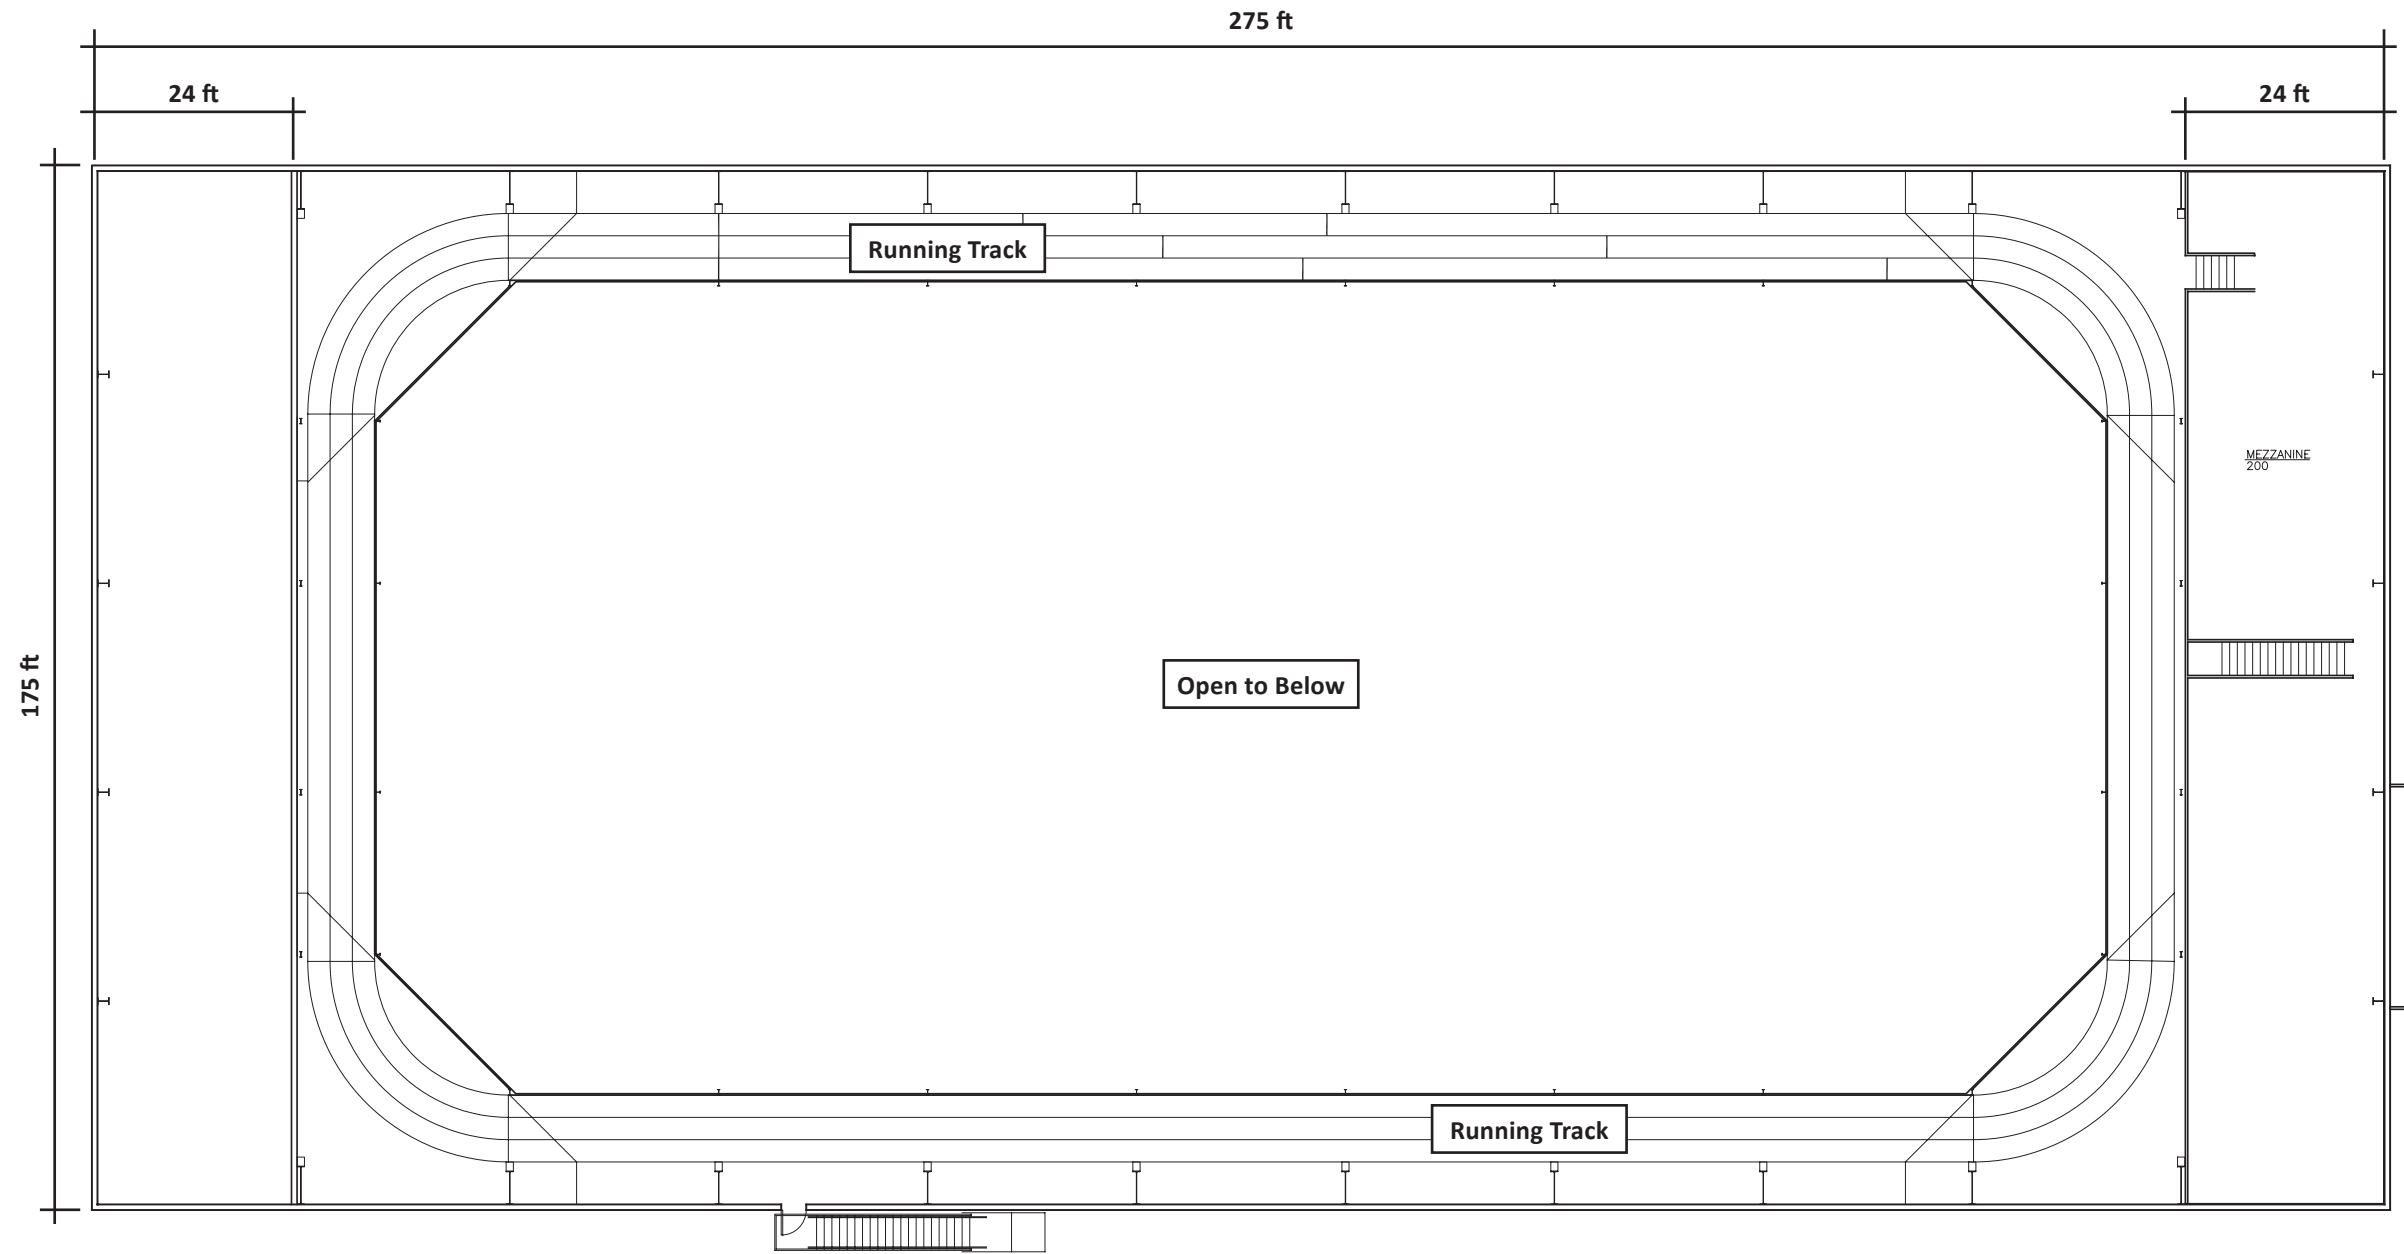 275 ft
24 ft
24 ft
Running Track
MEZZANINE
200
175 ft
Open to Below
Running Track